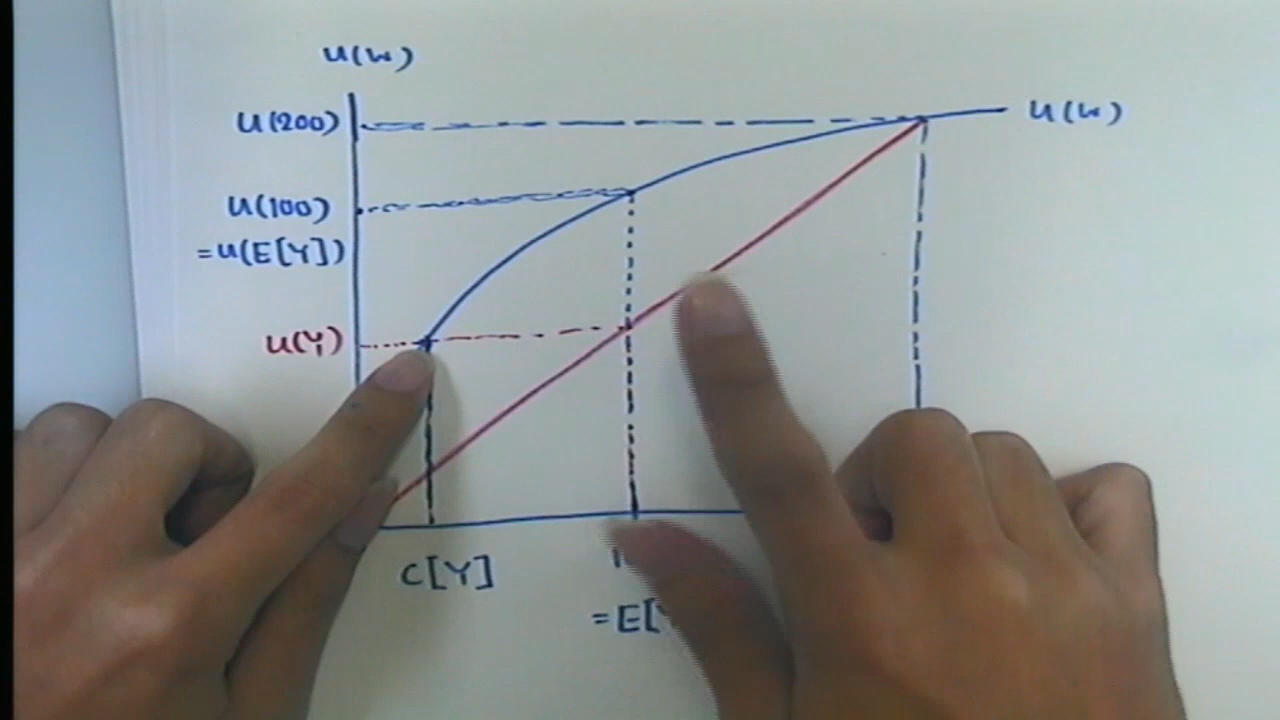 u(w)
u(200)
u(w)
u(100)
=u(E[Y])
u(Y)
C[Y]
= E[